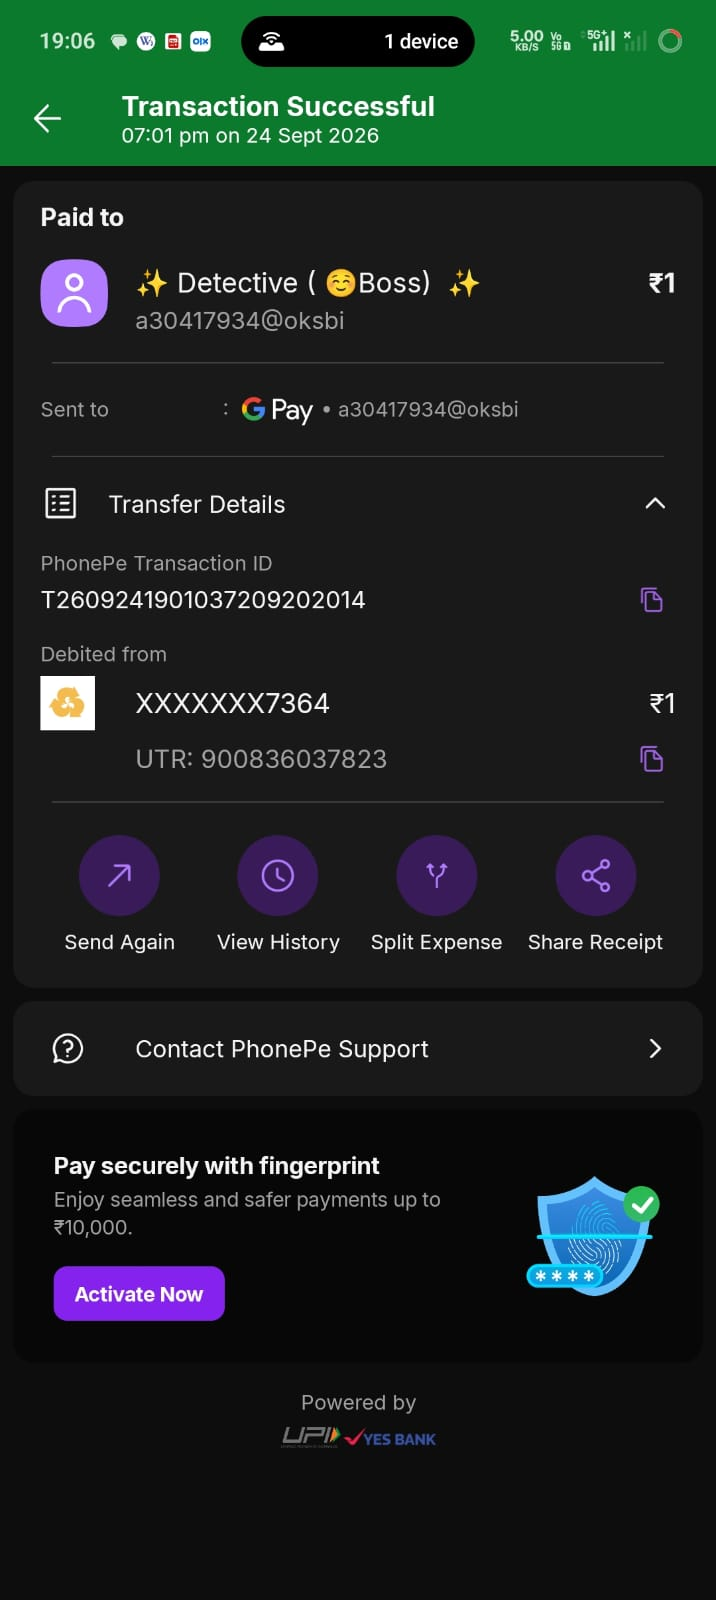 19:06
1 device
5.00 KB/S
Vo 5G
5G+
Transaction Successful
07:01 pm on 24 Sept 2026
Paid to
✨ Detective ( ☺️Boss) ✨ ₹1
a30417934@oksbi
Sent to : G Pay • a30417934@oksbi
Transfer Details
PhonePe Transaction ID
T2609241901037209202014
Debited from
XXXXXXX7364 ₹1
UTR: 900836037823
Send Again View History Split Expense Share Receipt
Contact PhonePe Support
Pay securely with fingerprint
Enjoy seamless and safer payments up to
₹10,000.
****
Activate Now
Powered by
UPI YES BANK